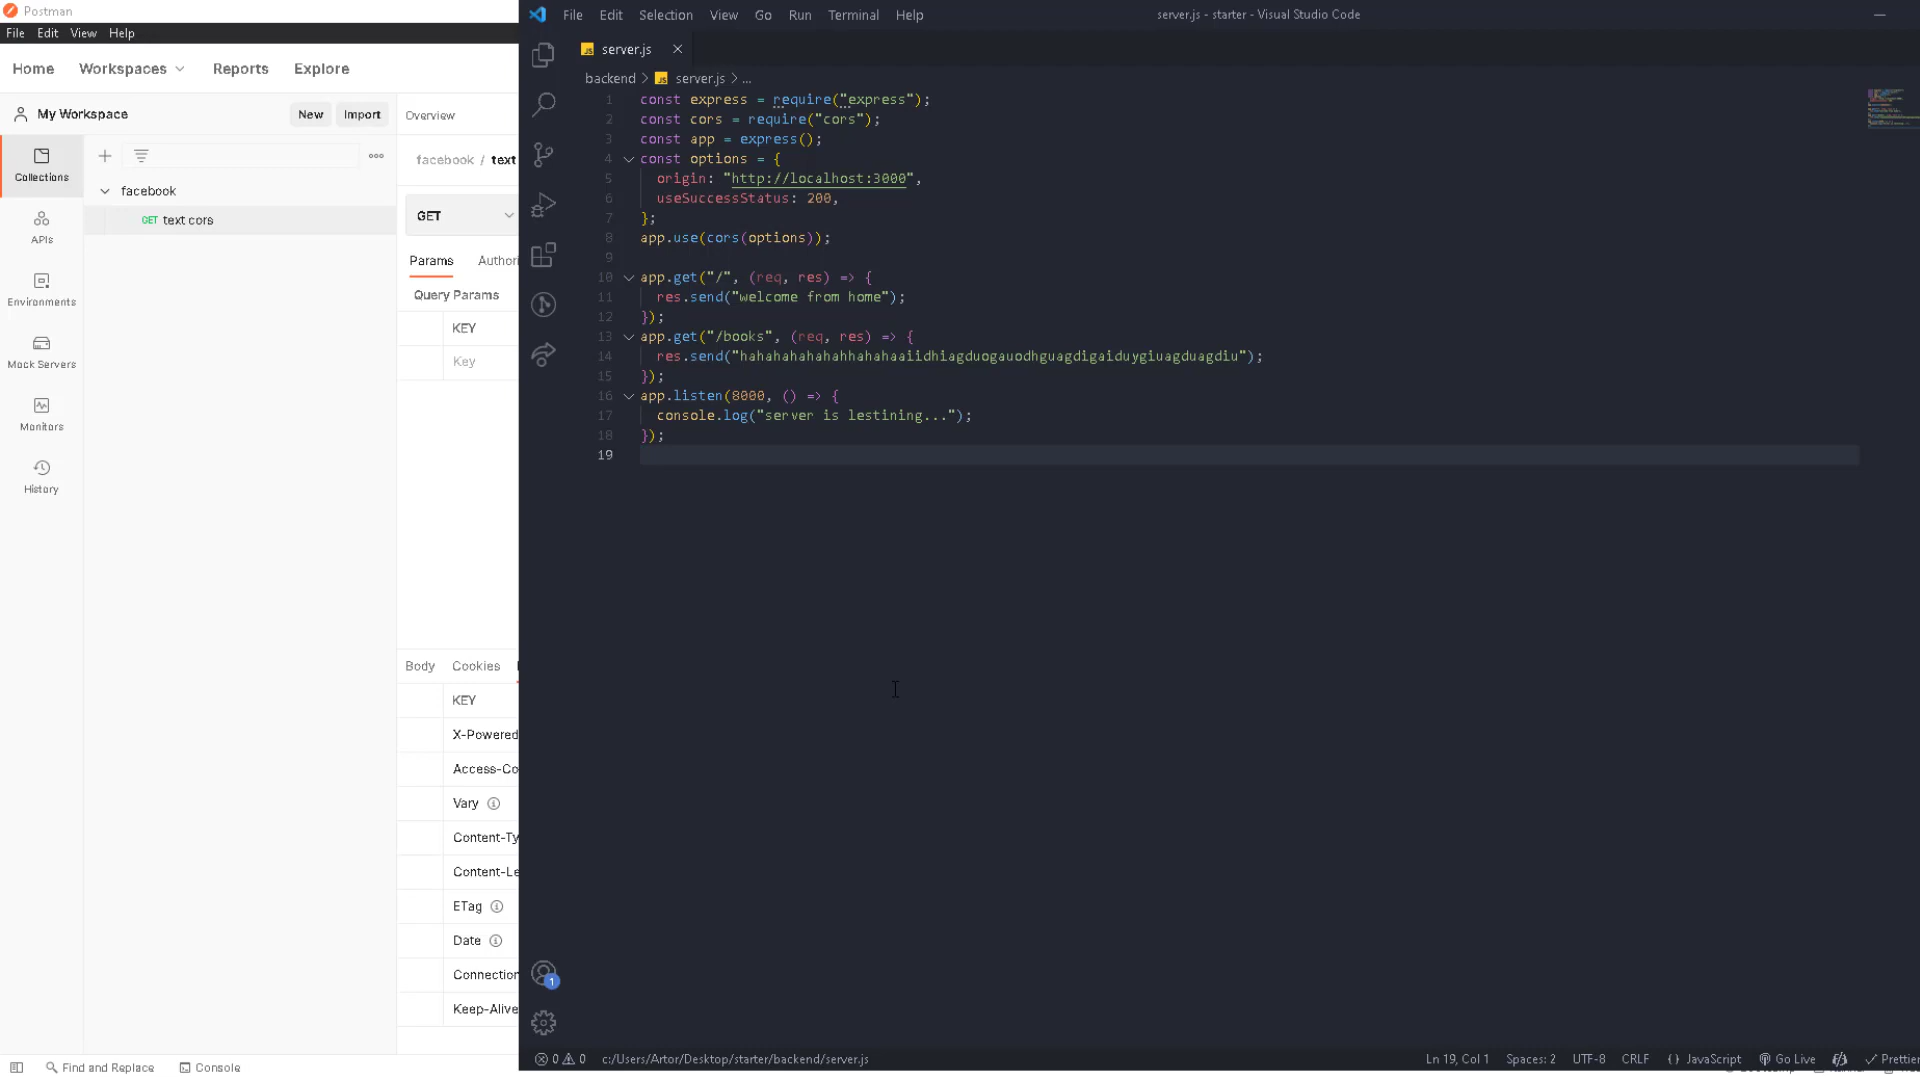 Postman
File Edit View Help
Home Workspaces Reports Explore
My Workspace New Import
Collections
APIs
Environments
Mock Servers
Monitors
History
facebook
GET text cors
Overview
facebook / text
GET
Params Authori
Query Params
KEY
Key
Body Cookies
KEY
X-Powered
Access-Co
Vary
Content-Ty
Content-Le
ETag
Date
Connection
Keep-Alive
Find and Replace Console
File Edit Selection View Go Run Terminal Help
server.js - starter - Visual Studio Code
JS server.js
backend > JS server.js > ...
1 const express = require("express");
2 const cors = require("cors");
3 const app = express();
4 const options = {
5 origin: "http://localhost:3000",
6 useSuccessStatus: 200,
7 };
8 app.use(cors(options));
9
10 app.get("/", (req, res) => {
11 res.send("welcome from home");
12 });
13 app.get("/books", (req, res) => {
14 res.send("hahahahahahahhahahaaiidhiagduogauodhguagdigaiduygiuagduagdiu");
15 });
16 app.listen(8000, () => {
17 console.log("server is lestining...");
18 });
19
1
0 0 c:/Users/Artor/Desktop/starter/backend/server.js
Ln 19, Col 1 Spaces: 2 UTF-8 CRLF {} JavaScript Go Live Prettier